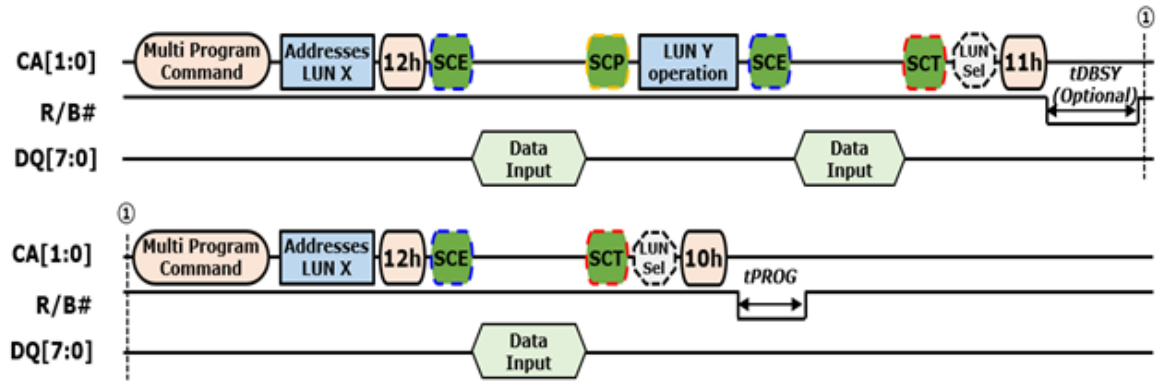 ①
CA[1:0]
Multi Program
Command
Addresses
LUN X
12h
SCE
SCP
LUN Y
operation
SCE
SCT
LUN
Sel
11h
R/B#
tDBSY
(Optional)
DQ[7:0]
Data
Input
Data
Input
①
CA[1:0]
Multi Program
Command
Addresses
LUN X
12h
SCE
SCT
LUN
Sel
10h
R/B#
tPROG
DQ[7:0]
Data
Input